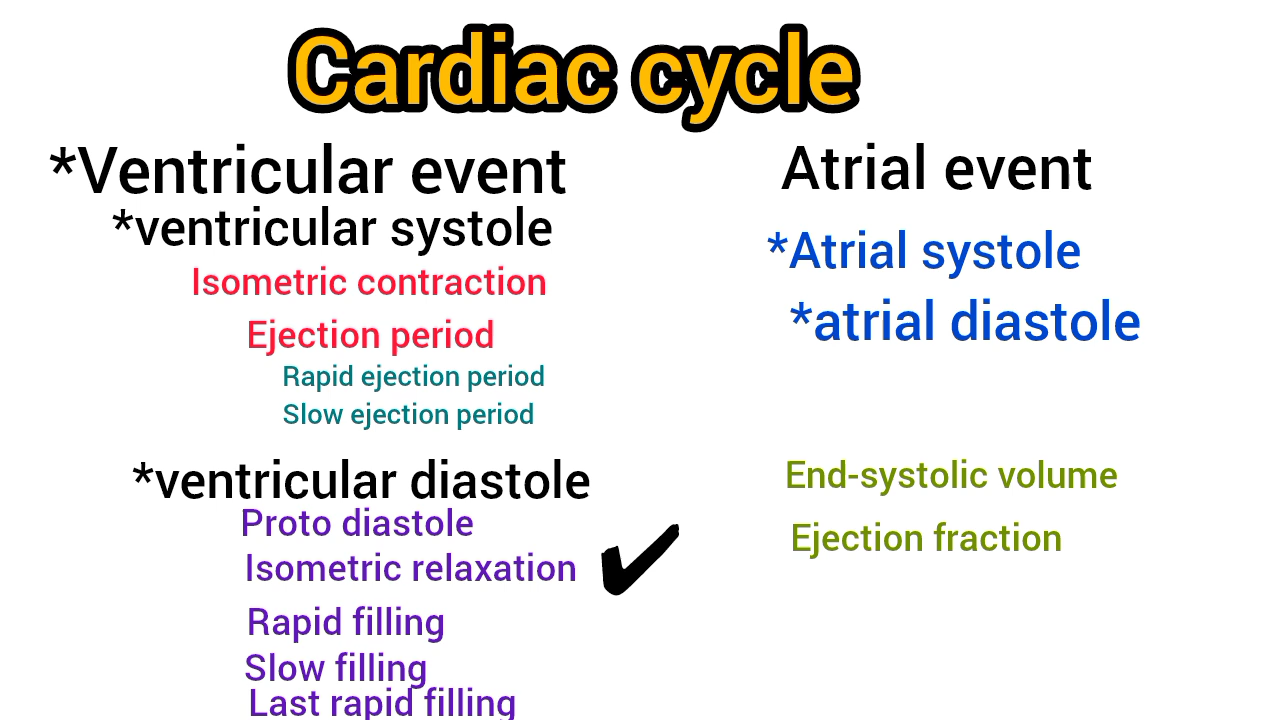 Cardiac cycle
*Ventricular event
*ventricular systole
Isometric contraction
Ejection period
Rapid ejection period
Slow ejection period
*ventricular diastole
Proto diastole
Isometric relaxation
Rapid filling
Slow filling
Last rapid filling
Atrial event
*Atrial systole
*atrial diastole
End-systolic volume
Ejection fraction